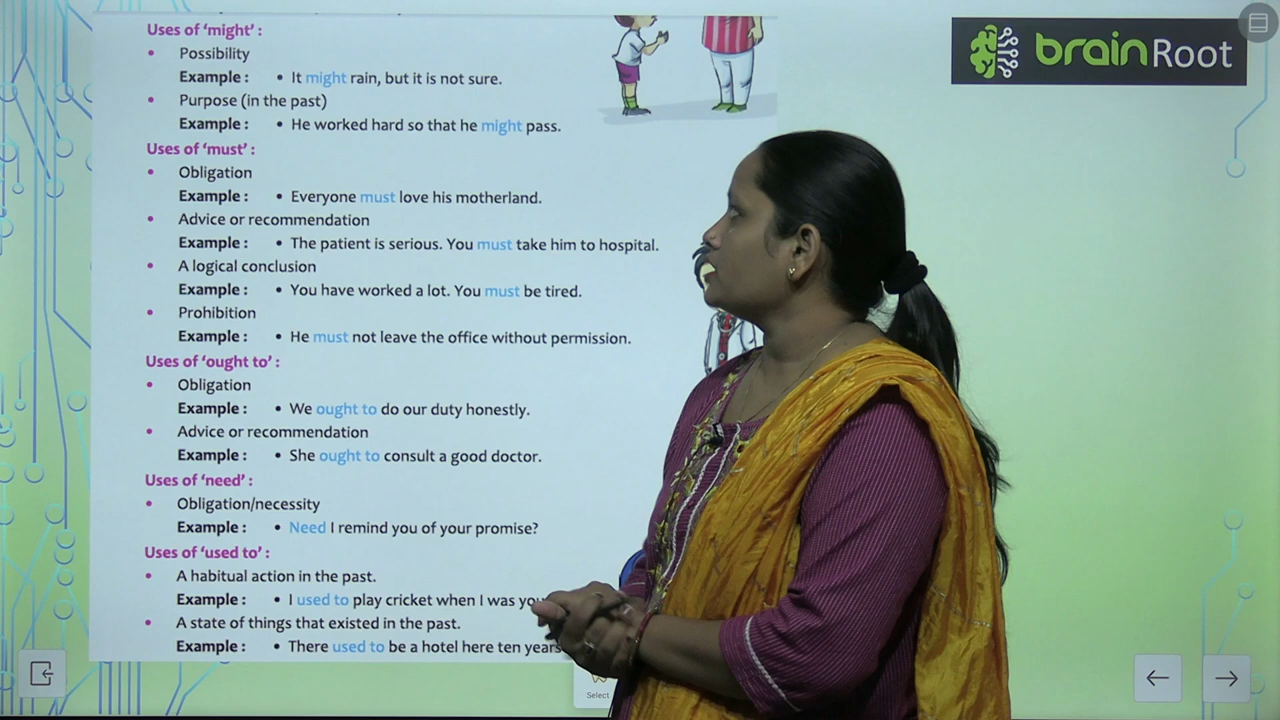 Uses of ‘might’ :
• Possibility
Example : • It might rain, but it is not sure.
• Purpose (in the past)
Example : • He worked hard so that he might pass.
Uses of ‘must’ :
• Obligation
Example : • Everyone must love his motherland.
• Advice or recommendation
Example : • The patient is serious. You must take him to hospital.
• A logical conclusion
Example : • You have worked a lot. You must be tired.
• Prohibition
Example : • He must not leave the office without permission.
Uses of ‘ought to’ :
• Obligation
Example : • We ought to do our duty honestly.
• Advice or recommendation
Example : • She ought to consult a good doctor.
Uses of ‘need’ :
• Obligation/necessity
Example : • Need I remind you of your promise?
Uses of ‘used to’ :
• A habitual action in the past.
Example : • I used to play cricket when I was
• A state of things that existed in the past.
Example : • There used to be a hotel here ten years
brainRoot
Select